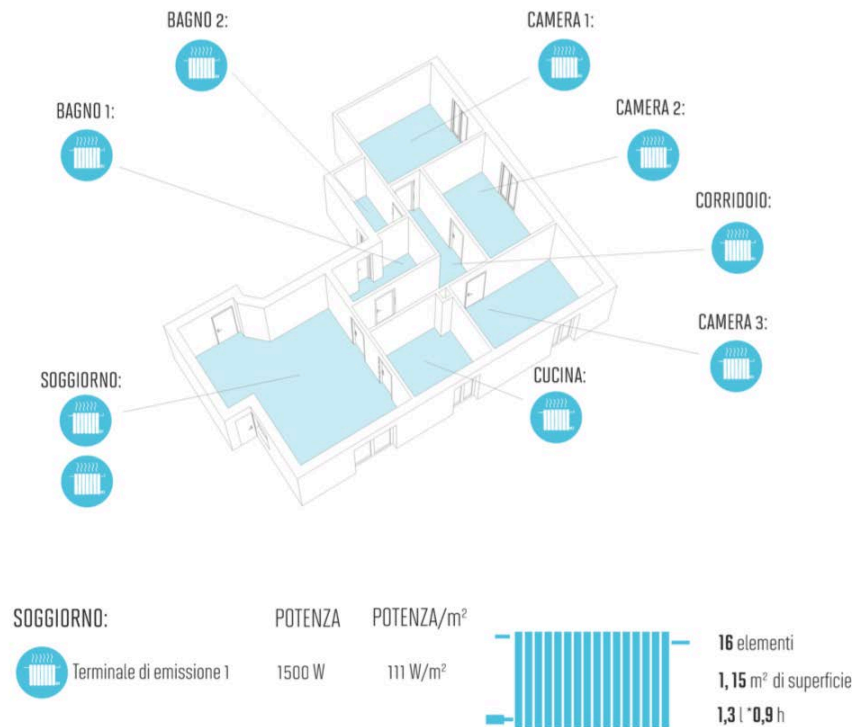 BAGNO 2:
CAMERA 1:
BAGNO 1:
CAMERA 2:
CORRIDOIO:
CAMERA 3:
SOGGIORNO:
CUCINA:
SOGGIORNO: POTENZA POTENZA/m²
Terminale di emissione 1 1500 W 111 W/m²
16 elementi
1,15 m² di superficie
1,3 l *0,9 h